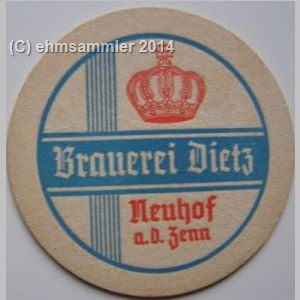 (C) ehmsammler 2014
Brauerei Dietz
Neuhof
a.d. Zenn